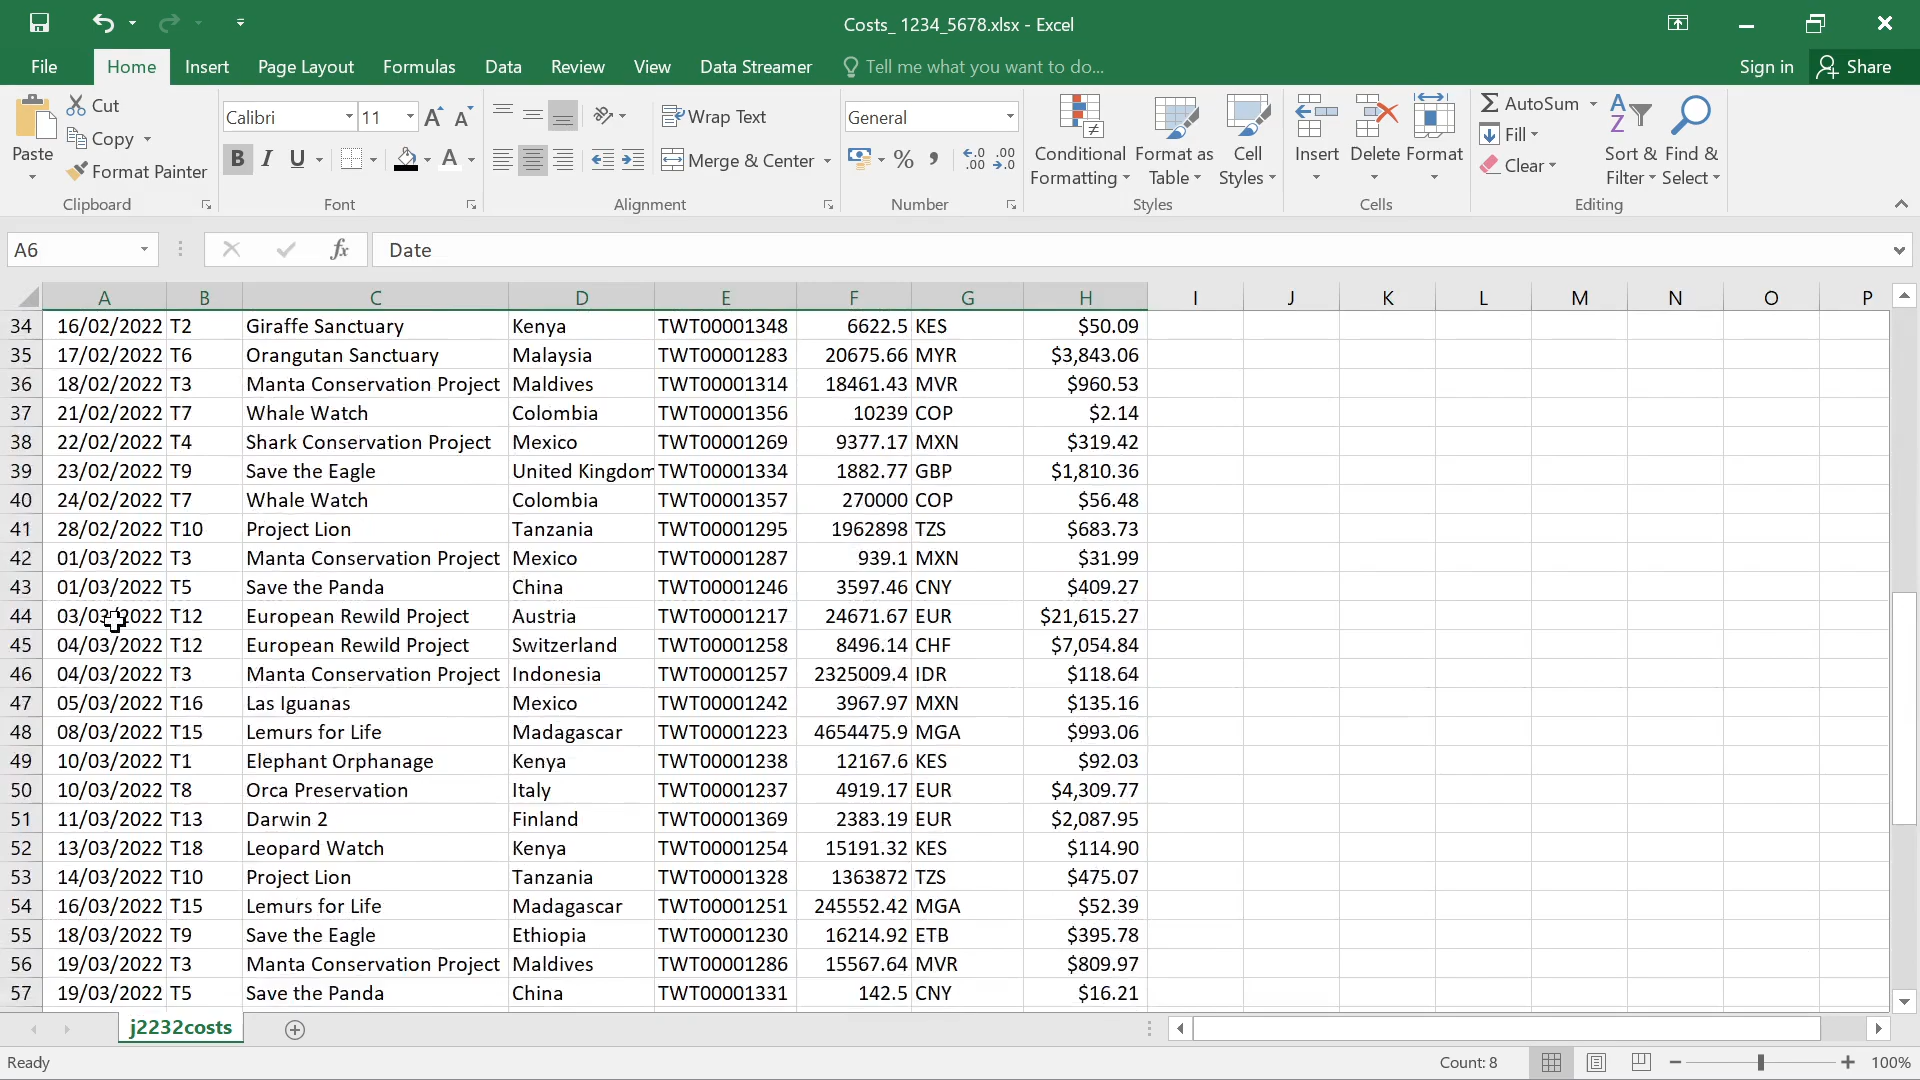 Costs_ 1234_5678.xlsx - Excel
File Home Insert Page Layout Formulas Data Review View Data Streamer Tell me what you want to do... Sign in Share
Paste Cut Copy Format Painter Clipboard
Calibri 11 A A B I U A Font
Wrap Text Merge & Center Alignment
General % , .0 .00 .00 .0 Number
Conditional Formatting Format as Table Cell Styles Styles
Insert Delete Format Cells
AutoSum Fill Clear Sort & Filter Find & Select Editing
A6 fx Date
A B C D E F G H I J K L M N O P
34 16/02/2022 T2 Giraffe Sanctuary Kenya TWT00001348 6622.5 KES $50.09
35 17/02/2022 T6 Orangutan Sanctuary Malaysia TWT00001283 20675.66 MYR $3,843.06
36 18/02/2022 T3 Manta Conservation Project Maldives TWT00001314 18461.43 MVR $960.53
37 21/02/2022 T7 Whale Watch Colombia TWT00001356 10239 COP $2.14
38 22/02/2022 T4 Shark Conservation Project Mexico TWT00001269 9377.17 MXN $319.42
39 23/02/2022 T9 Save the Eagle United Kingdom TWT00001334 1882.77 GBP $1,810.36
40 24/02/2022 T7 Whale Watch Colombia TWT00001357 270000 COP $56.48
41 28/02/2022 T10 Project Lion Tanzania TWT00001295 1962898 TZS $683.73
42 01/03/2022 T3 Manta Conservation Project Mexico TWT00001287 939.1 MXN $31.99
43 01/03/2022 T5 Save the Panda China TWT00001246 3597.46 CNY $409.27
44 03/03/2022 T12 European Rewild Project Austria TWT00001217 24671.67 EUR $21,615.27
45 04/03/2022 T12 European Rewild Project Switzerland TWT00001258 8496.14 CHF $7,054.84
46 04/03/2022 T3 Manta Conservation Project Indonesia TWT00001257 2325009.4 IDR $118.64
47 05/03/2022 T16 Las Iguanas Mexico TWT00001242 3967.97 MXN $135.16
48 08/03/2022 T15 Lemurs for Life Madagascar TWT00001223 4654475.9 MGA $993.06
49 10/03/2022 T1 Elephant Orphanage Kenya TWT00001238 12167.6 KES $92.03
50 10/03/2022 T8 Orca Preservation Italy TWT00001237 4919.17 EUR $4,309.77
51 11/03/2022 T13 Darwin 2 Finland TWT00001369 2383.19 EUR $2,087.95
52 13/03/2022 T18 Leopard Watch Kenya TWT00001254 15191.32 KES $114.90
53 14/03/2022 T10 Project Lion Tanzania TWT00001328 1363872 TZS $475.07
54 16/03/2022 T15 Lemurs for Life Madagascar TWT00001251 245552.42 MGA $52.39
55 18/03/2022 T9 Save the Eagle Ethiopia TWT00001230 16214.92 ETB $395.78
56 19/03/2022 T3 Manta Conservation Project Maldives TWT00001286 15567.64 MVR $809.97
57 19/03/2022 T5 Save the Panda China TWT00001331 142.5 CNY $16.21
j2232costs
Ready Count: 8 100%